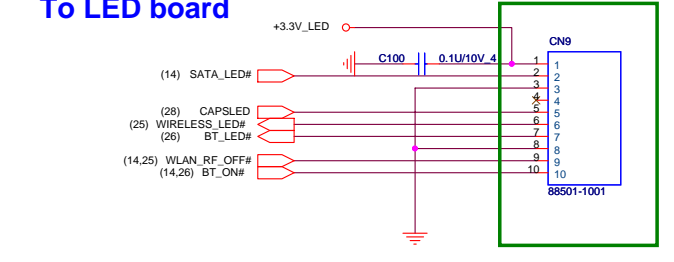 To LED board
+3.3V_LED
CN9
C100 0.1U/10V_4
1 1
(14) SATA_LED# 2 2
3 3
4 4
(28) CAPSLED 5 5
(25) WIRELESS_LED# 6 6
(26) BT_LED# 7 7
8 8
(14,25) WLAN_RF_OFF# 9 9
(14,26) BT_ON# 10 10
88501-1001